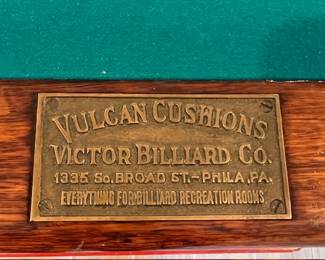 VULCAN CUSHIONS
VICTOR BILLIARD CO.
1335 SO. BROAD ST.-PHILA, PA.
EVERYTHING FOR BILLIARD RECREATION ROOMS